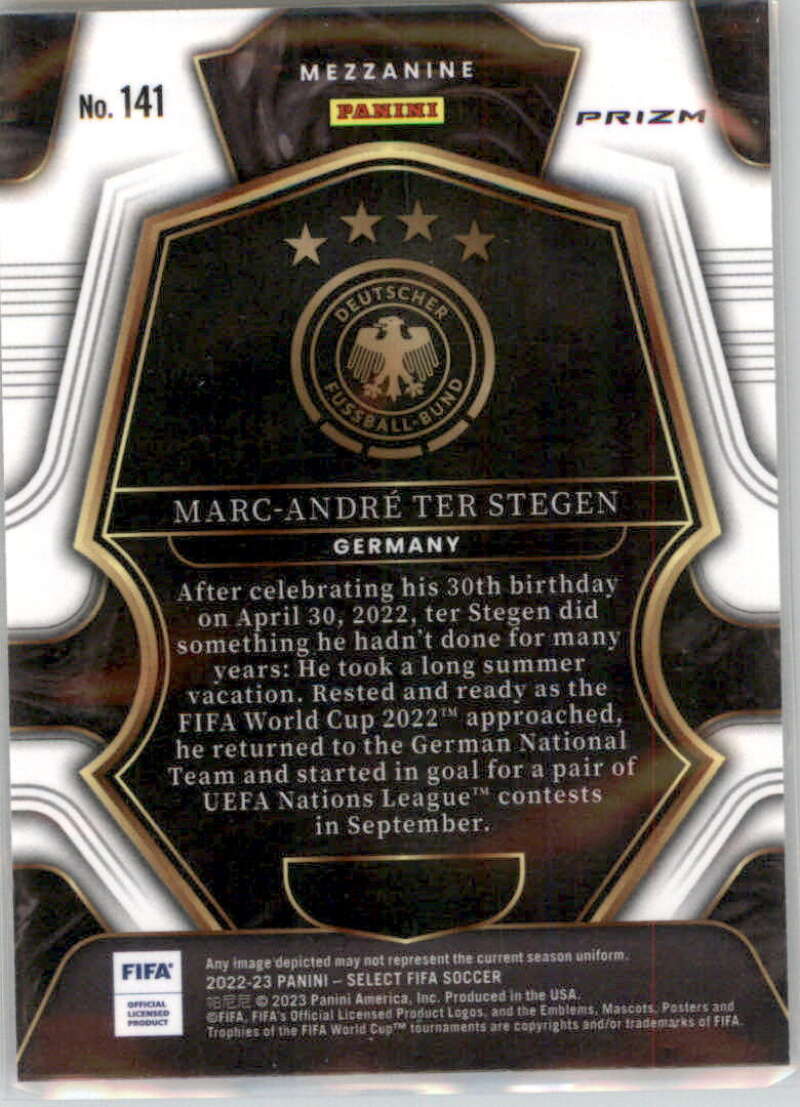 MEZZANINE
No. 141
PANINI
PRIZM
DEUTSCHER
FUSSBALL-BUND
MARC-ANDRÉ TER STEGEN
GERMANY
After celebrating his 30th birthday
on April 30, 2022, ter Stegen did
something he hadn't done for many
years: He took a long summer
vacation. Rested and ready as the
FIFA World Cup 2022™ approached,
he returned to the German National
Team and started in goal for a pair of
UEFA Nations League™ contests
in September.
FIFA®
OFFICIAL
LICENSED
PRODUCT
Any image depicted may not represent the current season uniform.
2022-23 PANINI – SELECT FIFA SOCCER
帕尼尼 © 2023 Panini America, Inc. Produced in the USA.
©FIFA, FIFA's Official Licensed Product Logos, and the Emblems, Mascots, Posters and
Trophies of the FIFA World Cup™ tournaments are copyrights and/or trademarks of FIFA.